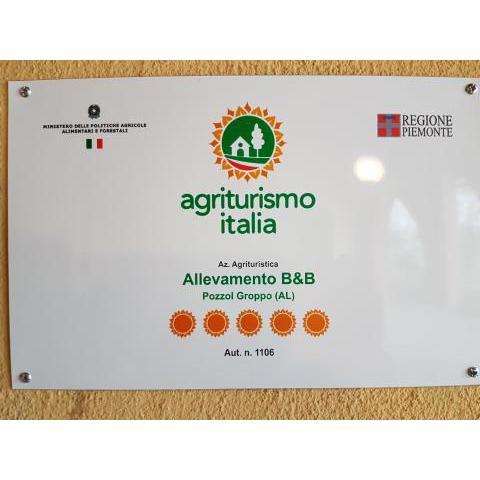 MINISTERO DELLE POLITICHE AGRICOLE
ALIMENTARI E FORESTALI
REGIONE
PIEMONTE
agriturismo
italia
Az. Agrituristica
Allevamento B&B
Pozzol Groppo (AL)
Aut. n. 1106